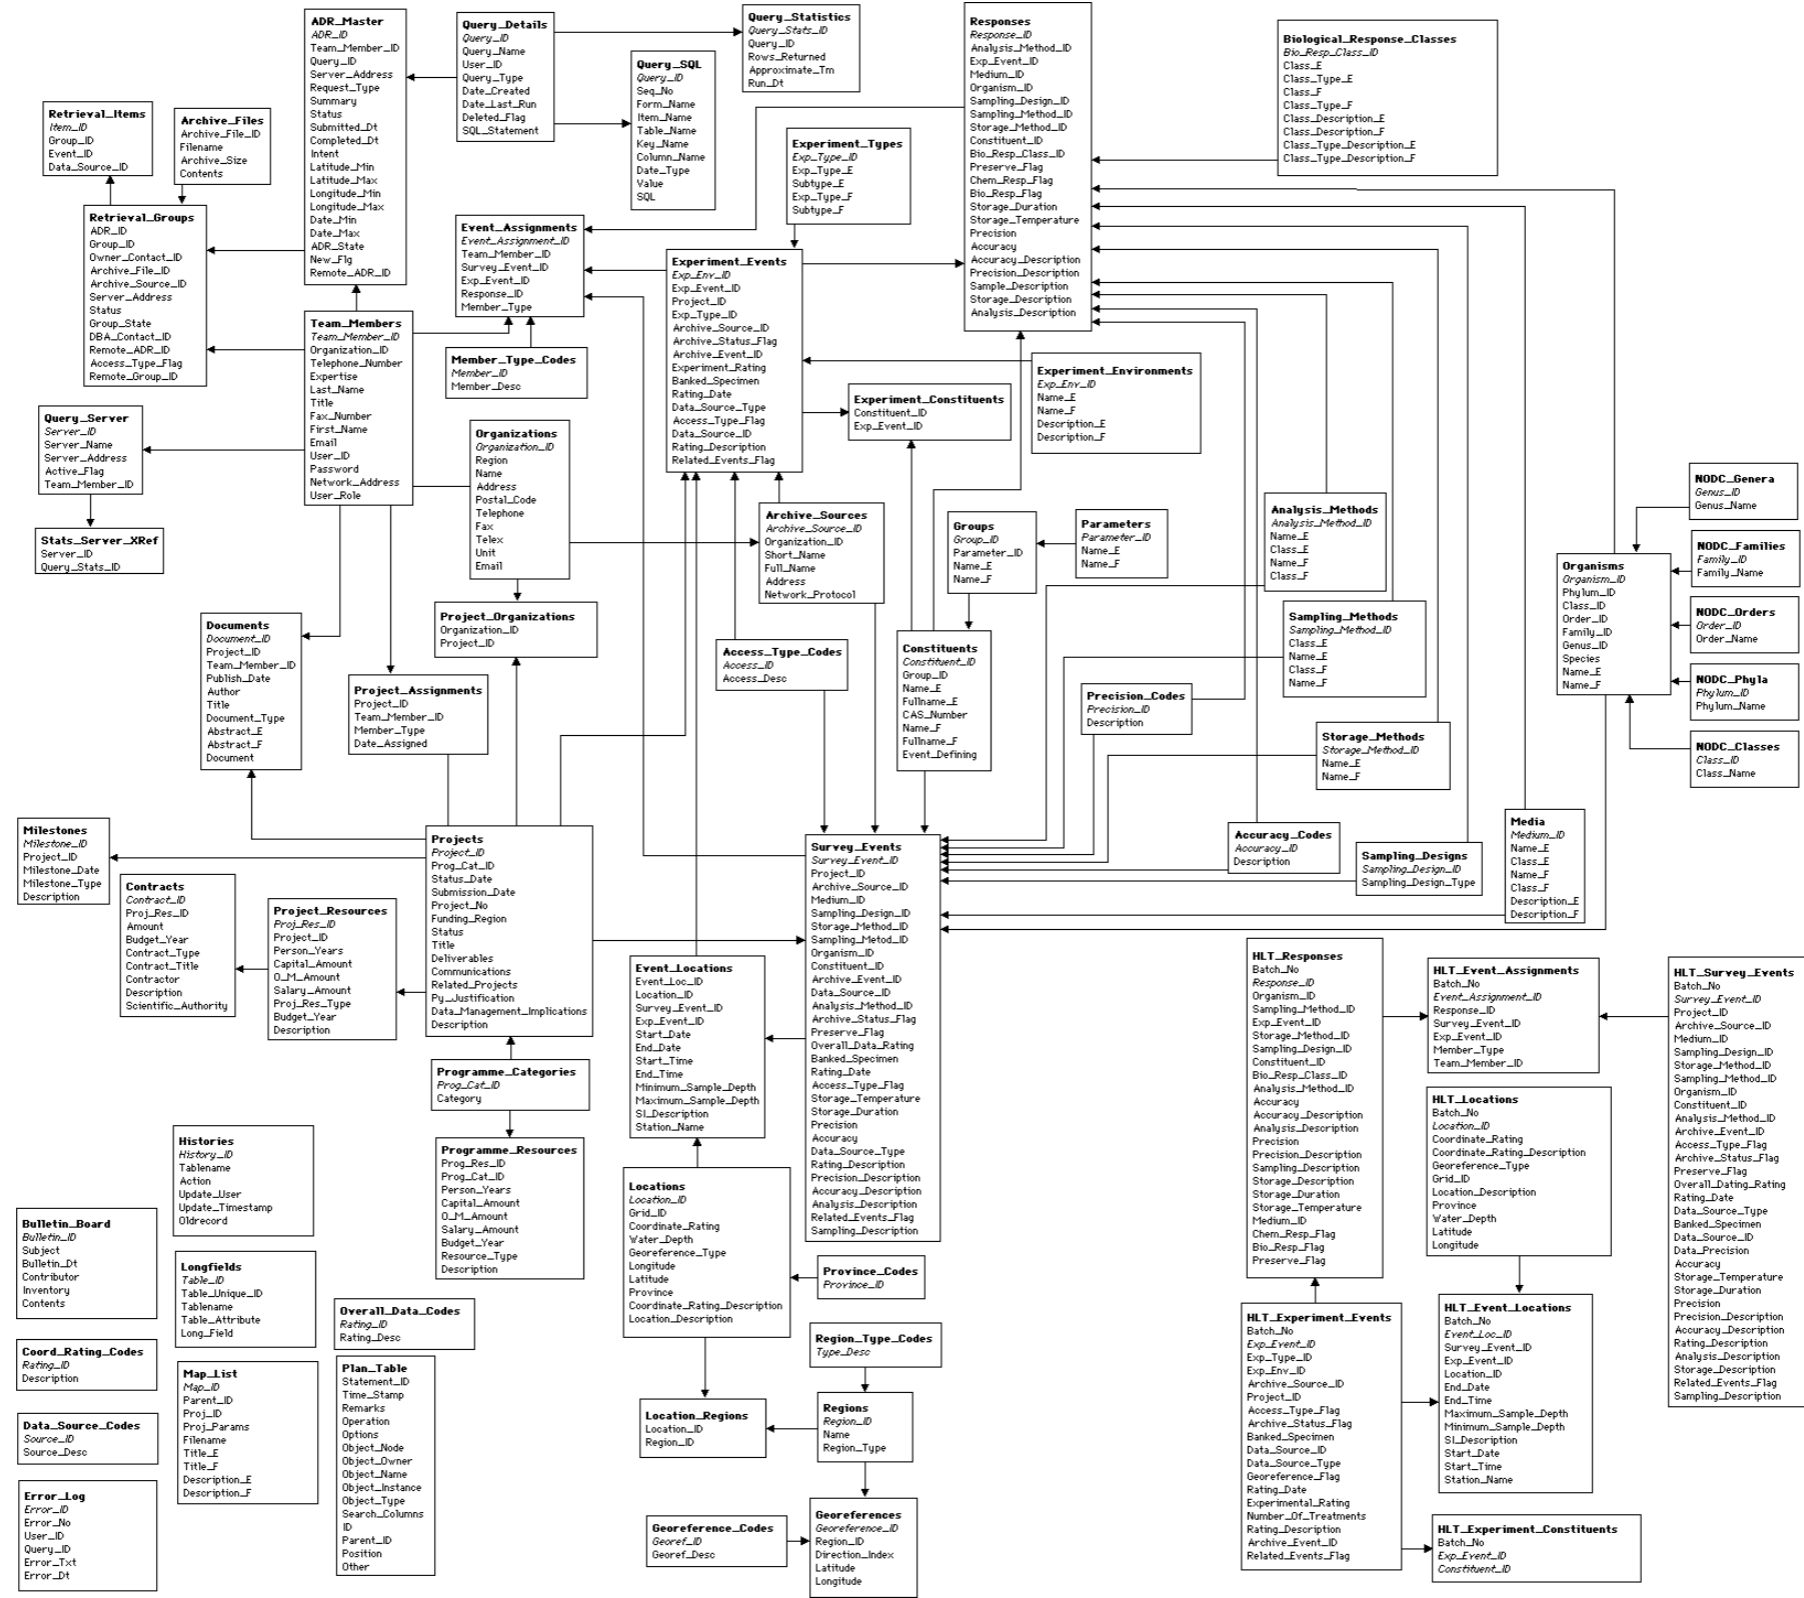 ADR_Master
ADR_ID
Team_Member_ID
Query_ID
Server_Address
Request_Type
Summary
Status
Submitted_Dt
Completed_Dt
Intent
Latitude_Min
Latitude_Max
Longitude_Min
Longitude_Max
Date_Min
Date_Max
ADR_State
New_Flg
Remote_ADR_ID
Query_Details
Query_ID
Query_Name
User_ID
Query_Type
Date_Created
Date_Last_Run
Deleted_Flag
SQL_Statement
Query_Statistics
Query_Stats_ID
Query_ID
Rows_Returned
Approximate_Tm
Run_Dt
Query_SQL
Query_ID
Seq_No
Form_Name
Item_Name
Table_Name
Key_Name
Column_Name
Date_Type
Value
SQL
Responses
Response_ID
Analysis_Method_ID
Exp_Event_ID
Medium_ID
Organism_ID
Sampling_Design_ID
Sampling_Method_ID
Storage_Method_ID
Constituent_ID
Bio_Resp_Class_ID
Preserve_Flag
Chem_Resp_Flag
Bio_Resp_Flag
Storage_Duration
Storage_Temperature
Precision
Accuracy
Accuracy_Description
Precision_Description
Sample_Description
Storage_Description
Analysis_Description
Biological_Response_Classes
Bio_Resp_Class_ID
Class_E
Class_Type_E
Class_F
Class_Type_F
Class_Description_E
Class_Description_F
Class_Type_Description_E
Class_Type_Description_F
Retrieval_Items
Item_ID
Group_ID
Event_ID
Data_Source_ID
Archive_Files
Archive_File_ID
Filename
Archive_Size
Contents
Experiment_Types
Exp_Type_ID
Exp_Type_E
Subtype_E
Exp_Type_F
Subtype_F
Retrieval_Groups
ADR_ID
Group_ID
Owner_Contact_ID
Archive_File_ID
Archive_Source_ID
Server_Address
Status
Group_State
DBA_Contact_ID
Remote_ADR_ID
Access_Type_Flag
Remote_Group_ID
Event_Assignments
Event_Assignment_ID
Team_Member_ID
Survey_Event_ID
Exp_Event_ID
Response_ID
Member_Type
Experiment_Events
Exp_Env_ID
Exp_Event_ID
Project_ID
Exp_Type_ID
Archive_Source_ID
Archive_Status_Flag
Archive_Event_ID
Experiment_Rating
Banked_Specimen
Rating_Date
Data_Source_Type
Access_Type_Flag
Data_Source_ID
Rating_Description
Related_Events_Flag
Team_Members
Team_Member_ID
Organization_ID
Telephone_Number
Expertise
Last_Name
Title
Fax_Number
First_Name
Email
User_ID
Password
Network_Address
User_Role
Member_Type_Codes
Member_ID
Member_Desc
Experiment_Environments
Exp_Env_ID
Name_E
Name_F
Description_E
Description_F
Experiment_Constituents
Constituent_ID
Exp_Event_ID
Query_Server
Server_ID
Server_Name
Server_Address
Active_Flag
Team_Member_ID
Organizations
Organization_ID
Region
Name
Address
Postal_Code
Telephone
Fax
Telex
Unit
Email
Stats_Server_XRef
Server_ID
Query_Stats_ID
Archive_Sources
Archive_Source_ID
Organization_ID
Short_Name
Full_Name
Address
Network_Protocol
Groups
Group_ID
Parameter_ID
Name_E
Name_F
Parameters
Parameter_ID
Name_E
Name_F
Analysis_Methods
Analysis_Method_ID
Name_E
Class_E
Name_F
Class_F
NODC_Genera
Genus_ID
Genus_Name
NODC_Families
Family_ID
Family_Name
Organisms
Organism_ID
Phylum_ID
Class_ID
Order_ID
Family_ID
Genus_ID
Species
Name_E
Name_F
NODC_Orders
Order_ID
Order_Name
NODC_Phyla
Phylum_ID
Phylum_Name
NODC_Classes
Class_ID
Class_Name
Documents
Document_ID
Project_ID
Team_Member_ID
Publish_Date
Author
Title
Document_Type
Abstract_E
Abstract_F
Document
Project_Organizations
Organization_ID
Project_ID
Project_Assignments
Project_ID
Team_Member_ID
Member_Type
Date_Assigned
Access_Type_Codes
Access_ID
Access_Desc
Constituents
Constituent_ID
Group_ID
Name_E
Fullname_E
CAS_Number
Name_F
Fullname_F
Event_Defining
Sampling_Methods
Sampling_Method_ID
Class_E
Name_E
Class_F
Name_F
Precision_Codes
Precision_ID
Description
Storage_Methods
Storage_Method_ID
Name_E
Name_F
Milestones
Milestone_ID
Project_ID
Milestone_Date
Milestone_Type
Description
Projects
Project_ID
Prog_Cat_ID
Status_Date
Submission_Date
Project_No
Funding_Region
Status
Title
Deliverables
Communications
Related_Projects
Py_Justification
Data_Management_Implications
Description
Contracts
Contract_ID
Proj_Res_ID
Amount
Budget_Year
Contract_Type
Contract_Title
Contractor
Description
Scientific_Authority
Project_Resources
Proj_Res_ID
Project_ID
Person_Years
Capital_Amount
O_M_Amount
Salary_Amount
Proj_Res_Type
Budget_Year
Description
Survey_Events
Survey_Event_ID
Project_ID
Archive_Source_ID
Medium_ID
Sampling_Design_ID
Storage_Method_ID
Sampling_Metod_ID
Organism_ID
Constituent_ID
Archive_Event_ID
Data_Source_ID
Analysis_Method_ID
Archive_Status_Flag
Preserve_Flag
Overall_Data_Rating
Banked_Specimen
Rating_Date
Access_Type_Flag
Storage_Temperature
Storage_Duration
Precision
Accuracy
Data_Source_Type
Rating_Description
Precision_Description
Accuracy_Description
Analysis_Description
Related_Events_Flag
Sampling_Description
Accuracy_Codes
Accuracy_ID
Description
Sampling_Designs
Sampling_Design_ID
Sampling_Design_Type
Media
Medium_ID
Name_E
Class_E
Name_F
Class_F
Description_E
Description_F
Event_Locations
Event_Loc_ID
Location_ID
Survey_Event_ID
Exp_Event_ID
Start_Date
End_Date
Start_Time
End_Time
Minimum_Sample_Depth
Maximum_Sample_Depth
SI_Description
Station_Name
Programme_Categories
Prog_Cat_ID
Category
Programme_Resources
Prog_Res_ID
Prog_Cat_ID
Person_Years
Capital_Amount
O_M_Amount
Salary_Amount
Budget_Year
Resource_Type
Description
Locations
Location_ID
Grid_ID
Coordinate_Rating
Water_Depth
Georeference_Type
Longitude
Latitude
Province
Coordinate_Rating_Description
Location_Description
Province_Codes
Province_ID
Region_Type_Codes
Type_Desc
Location_Regions
Location_ID
Region_ID
Regions
Region_ID
Name
Region_Type
Georeference_Codes
Georef_ID
Georef_Desc
Georeferences
Georeference_ID
Region_ID
Direction_Index
Latitude
Longitude
Histories
History_ID
Tablename
Action
Update_User
Update_Timestamp
Oldrecord
Bulletin_Board
Bulletin_ID
Subject
Bulletin_Dt
Contributor
Inventory
Contents
Longfields
Table_ID
Table_Unique_ID
Tablename
Table_Attribute
Long_Field
Overall_Data_Codes
Rating_ID
Rating_Desc
Coord_Rating_Codes
Rating_ID
Description
Map_List
Map_ID
Parent_ID
Proj_ID
Proj_Params
Filename
Title_E
Title_F
Description_E
Description_F
Plan_Table
Statement_ID
Time_Stamp
Remarks
Operation
Options
Object_Node
Object_Owner
Object_Name
Object_Instance
Object_Type
Search_Columns
ID
Parent_ID
Position
Other
Data_Source_Codes
Source_ID
Source_Desc
Error_Log
Error_ID
Error_No
User_ID
Query_ID
Error_Txt
Error_Dt
HLT_Responses
Batch_No
Response_ID
Organism_ID
Sampling_Method_ID
Exp_Event_ID
Storage_Method_ID
Sampling_Design_ID
Constituent_ID
Bio_Resp_Class_ID
Analysis_Method_ID
Accuracy
Accuracy_Description
Analysis_Description
Precision
Precision_Description
Sampling_Description
Storage_Description
Storage_Duration
Storage_Temperature
Medium_ID
Chem_Resp_Flag
Bio_Resp_Flag
Preserve_Flag
HLT_Event_Assignments
Batch_No
Event_Assignment_ID
Response_ID
Survey_Event_ID
Exp_Event_ID
Member_Type
Team_Member_ID
HLT_Survey_Events
Batch_No
Survey_Event_ID
Project_ID
Archive_Source_ID
Medium_ID
Sampling_Design_ID
Storage_Method_ID
Sampling_Method_ID
Organism_ID
Constituent_ID
Analysis_Method_ID
Archive_Event_ID
Access_Type_Flag
Archive_Status_Flag
Preserve_Flag
Overall_Dating_Rating
Rating_Date
Data_Source_Type
Banked_Specimen
Data_Source_ID
Data_Precision
Accuracy
Storage_Temperature
Storage_Duration
Precision
Precision_Description
Accuracy_Description
Rating_Description
Analysis_Description
Storage_Description
Related_Events_Flag
Sampling_Description
HLT_Locations
Batch_No
Location_ID
Coordinate_Rating
Coordinate_Rating_Description
Georeference_Type
Grid_ID
Location_Description
Province
Water_Depth
Latitude
Longitude
HLT_Experiment_Events
Batch_No
Exp_Event_ID
Exp_Type_ID
Exp_Env_ID
Archive_Source_ID
Project_ID
Access_Type_Flag
Archive_Status_Flag
Banked_Specimen
Data_Source_ID
Data_Source_Type
Georeference_Flag
Rating_Date
Experimental_Rating
Number_Of_Treatments
Rating_Description
Archive_Event_ID
Related_Events_Flag
HLT_Event_Locations
Batch_No
Event_Loc_ID
Survey_Event_ID
Exp_Event_ID
Location_ID
End_Date
End_Time
Maximum_Sample_Depth
Minimum_Sample_Depth
SI_Description
Start_Date
Start_Time
Station_Name
HLT_Experiment_Constituents
Batch_No
Exp_Event_ID
Constituent_ID